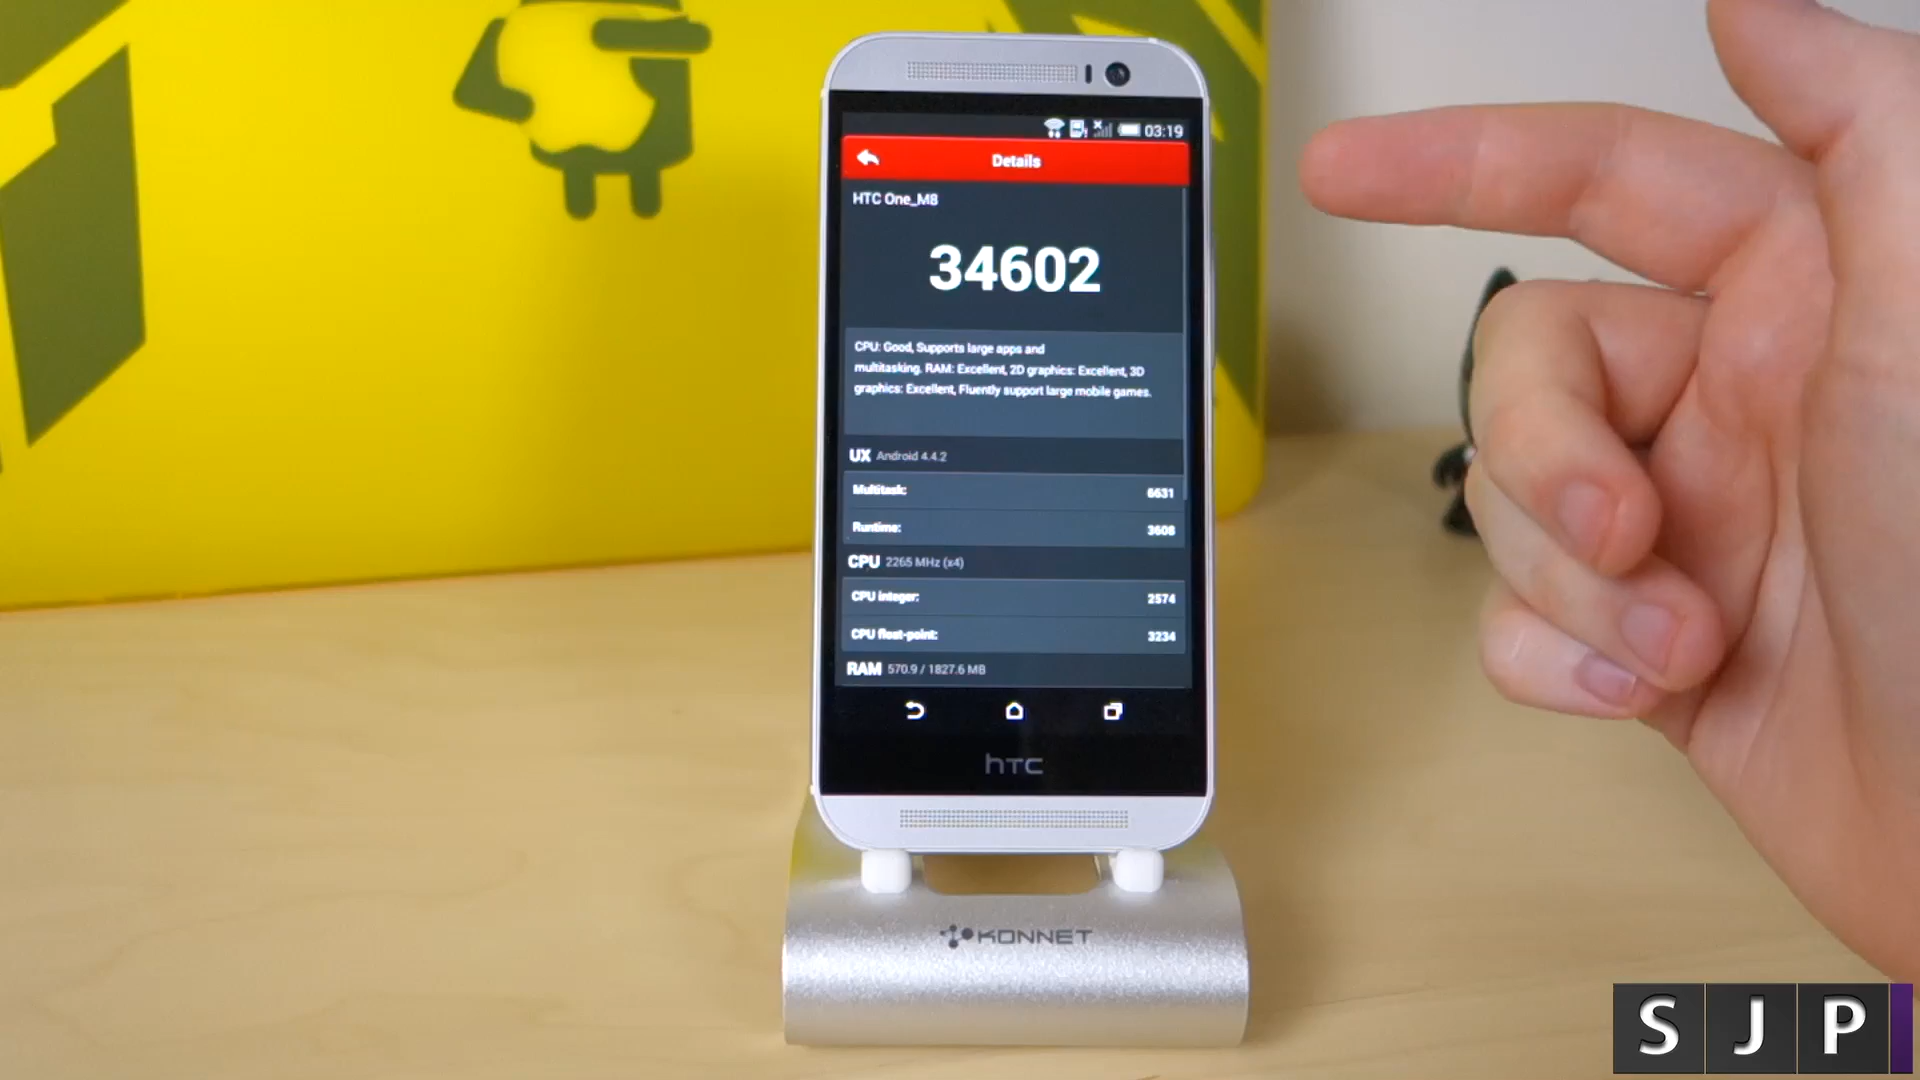 03:19
Details
HTC One_M8
34602
CPU: Good, Supports large apps and
multitasking. RAM: Excellent, 2D graphics: Excellent, 3D
graphics: Excellent, Fluently support large mobile games.
UX Android 4.4.2
Multitask: 6631
Runtime: 3608
CPU 2265 MHz (x4)
CPU integer: 2574
CPU float-point: 3234
RAM 570.9 / 1827.6 MB
hTC
KONNET
SJP